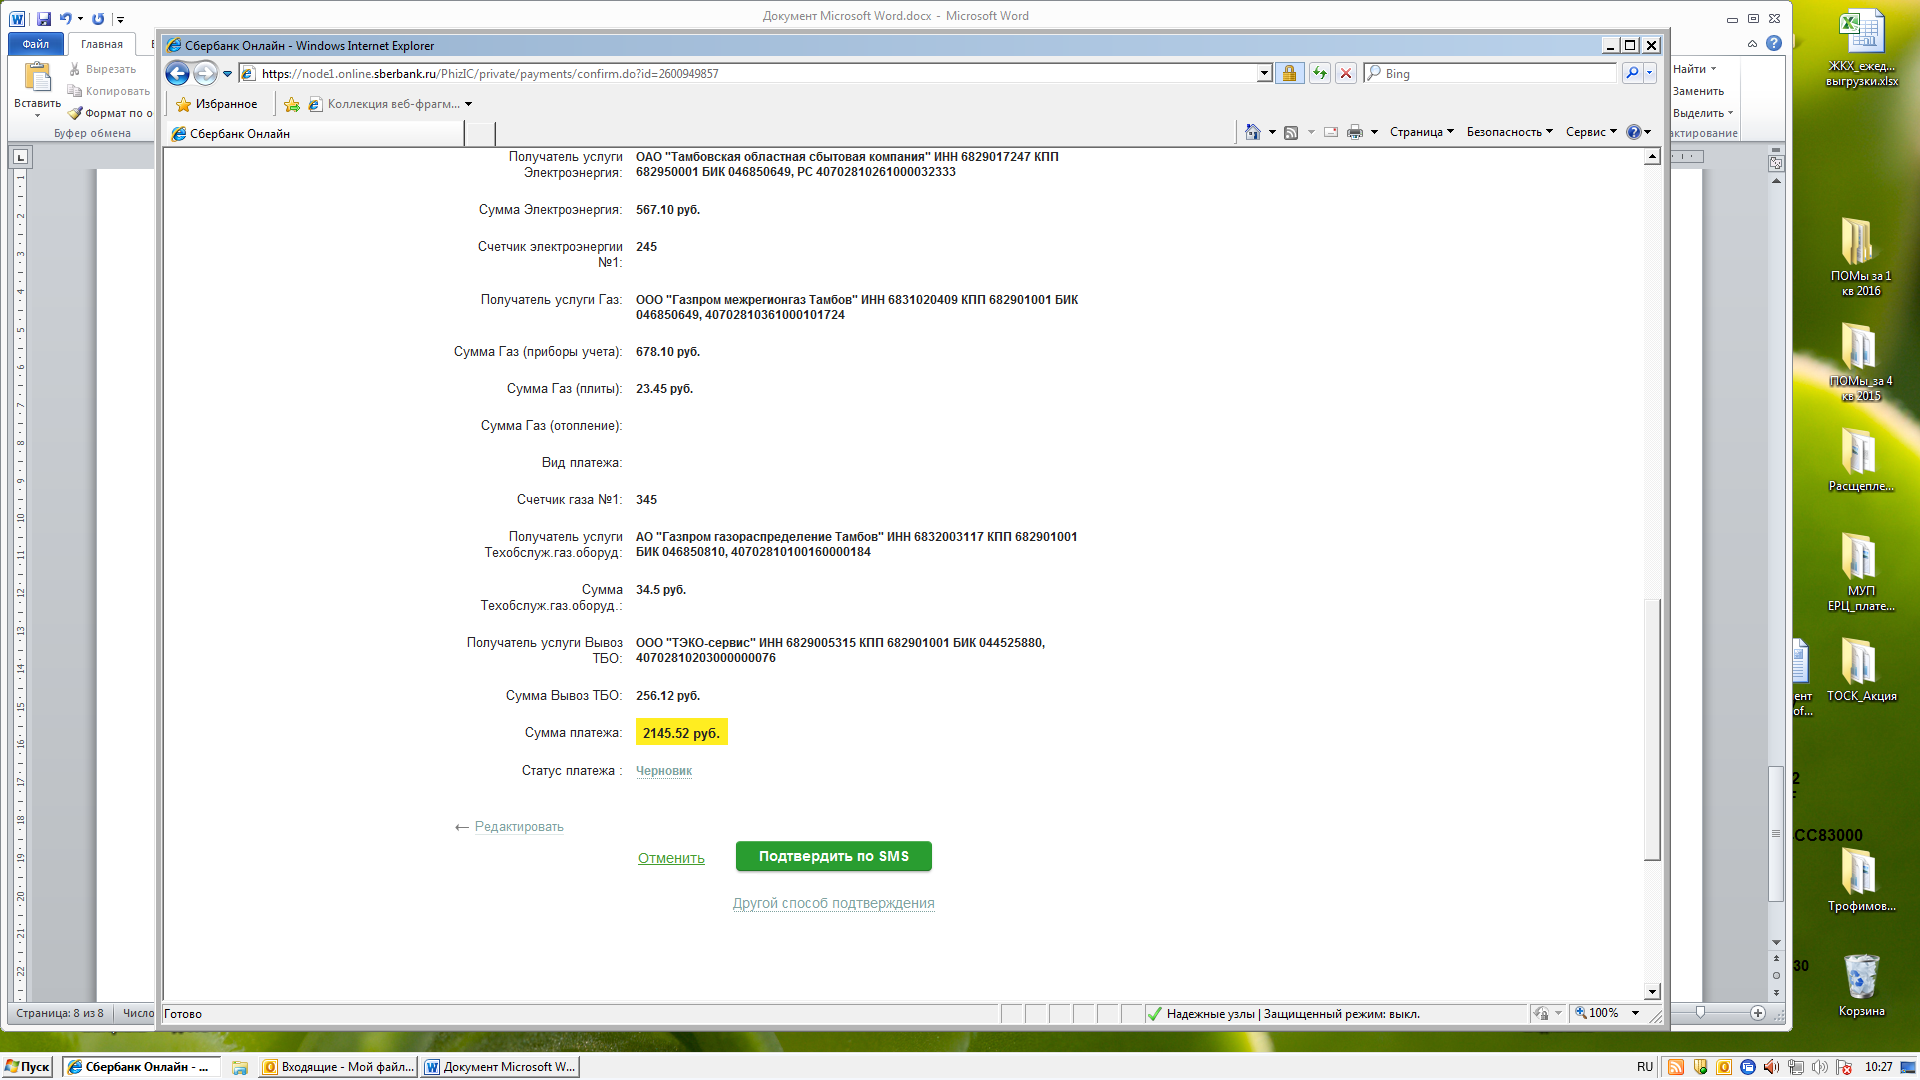 Документ Microsoft Word.docx - Microsoft Word
Файл
Главная
Вставить
Вырезать
Копировать
Формат по о
Буфер обмена
Найти
Заменить
Выделить
Сбербанк Онлайн - Windows Internet Explorer
https://node1.online.sberbank.ru/PhizIC/private/payments/confirm.do?id=2600949857
Bing
Избранное
Коллекция веб-фрагм...
Сбербанк Онлайн
Страница
Безопасность
Сервис
Получатель услуги Электроэнергия:
ОАО "Тамбовская областная сбытовая компания" ИНН 6829017247 КПП
682950001 БИК 046850649, РС 40702810261000032333
Сумма Электроэнергия: 567.10 руб.
Счетчик электроэнергии №1: 245
Получатель услуги Газ: ООО "Газпром межрегионгаз Тамбов" ИНН 6831020409 КПП 682901001 БИК
046850649, 40702810361000101724
Сумма Газ (приборы учета): 678.10 руб.
Сумма Газ (плиты): 23.45 руб.
Сумма Газ (отопление):
Вид платежа:
Счетчик газа №1: 345
Получатель услуги Техобслуж.газ.оборуд:
АО "Газпром газораспределение Тамбов" ИНН 6832003117 КПП 682901001
БИК 046850810, 40702810100160000184
Сумма Техобслуж.газ.оборуд.: 34.5 руб.
Получатель услуги Вывоз ТБО:
ООО "ТЭКО-сервис" ИНН 6829005315 КПП 682901001 БИК 044525880,
40702810203000000076
Сумма Вывоз ТБО: 256.12 руб.
Сумма платежа: 2145.52 руб.
Статус платежа : Черновик
← Редактировать
Отменить
Подтвердить по SMS
Другой способ подтверждения
Готово
Надежные узлы | Защищенный режим: выкл.
100%
Страница: 8 из 8
Число
ЖКХ_ежед...
выгрузки.xlsx
ПОМы за 1
кв 2016
ПОМы_за 4
кв 2015
Расщепле...
МУП
ЕРЦ_плате...
ТОСК_Акция
CC83000
Трофимов...
30
Корзина
Пуск
Сбербанк Онлайн - ...
Входящие - Мой файл...
Документ Microsoft W...
RU
10:27